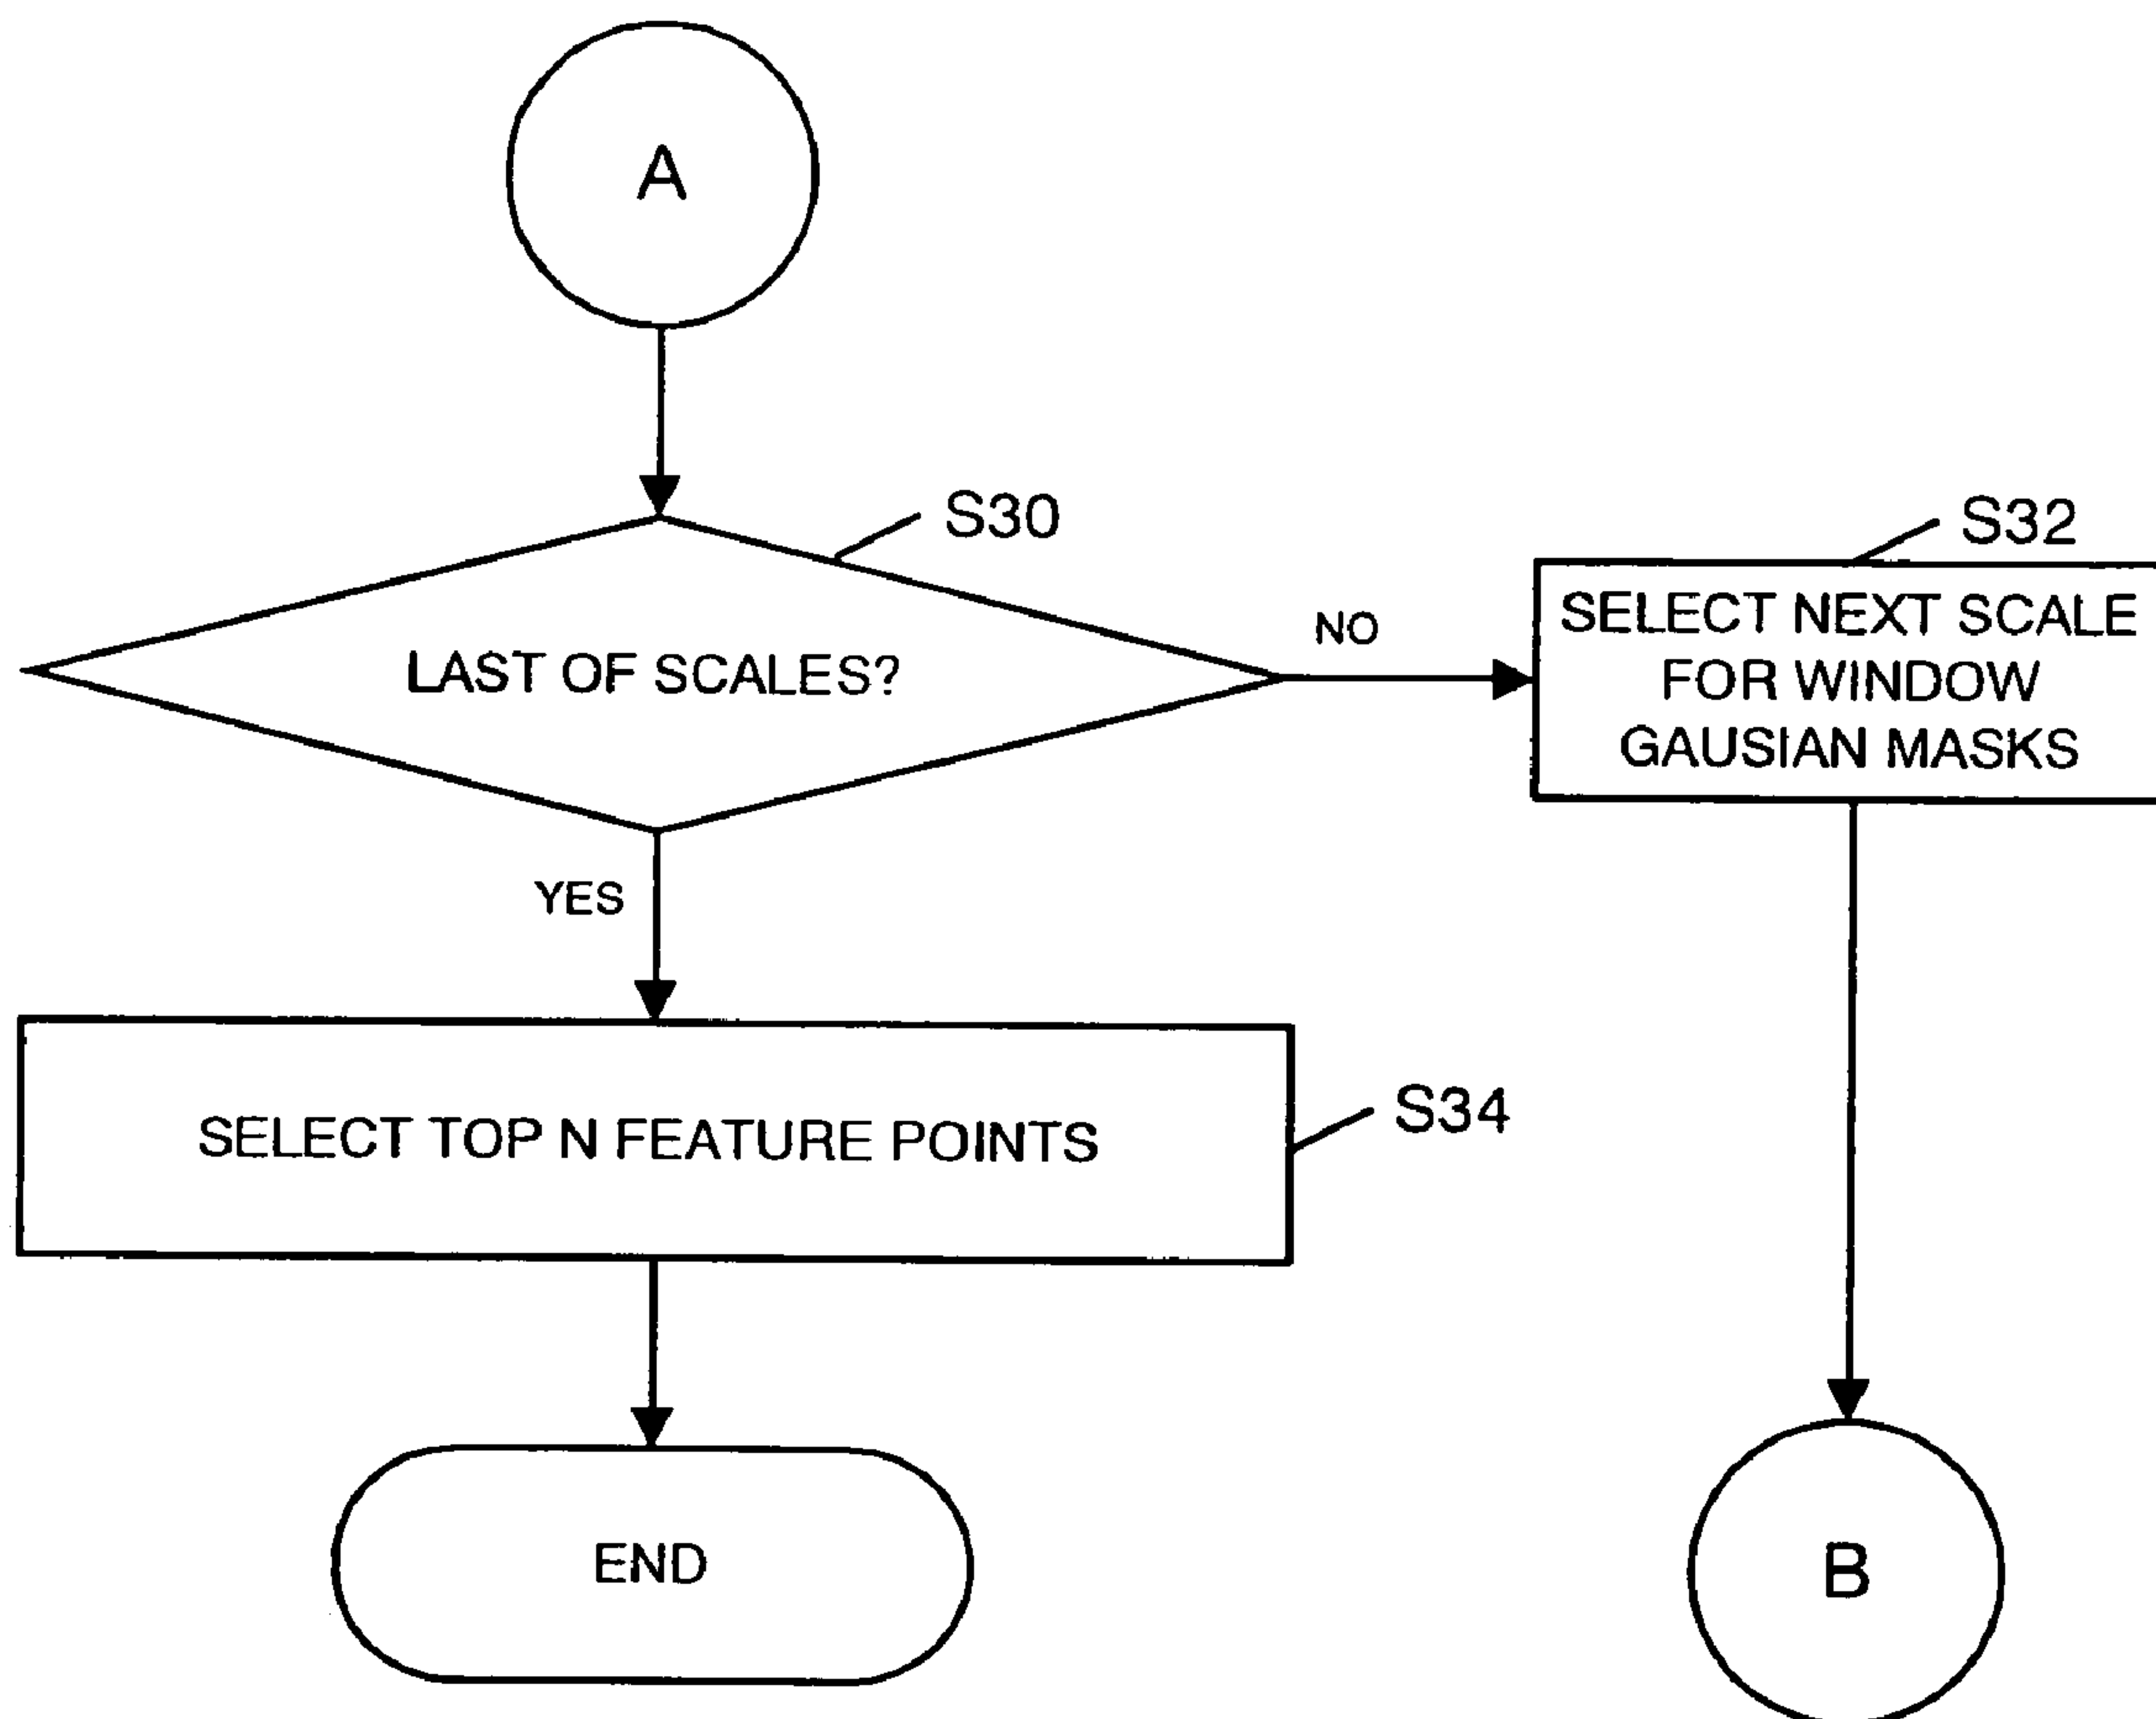 A
S30
LAST OF SCALES?
NO
S32
SELECT NEXT SCALE
FOR WINDOW
GAUSIAN MASKS
YES
SELECT TOP N FEATURE POINTS
S34
END
B